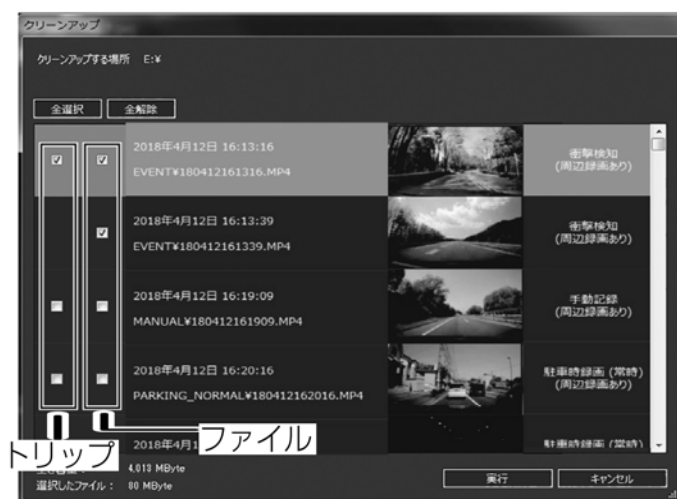 クリーンアップ
クリーンアップする場所 E:¥
全選択 全解除
2018年4月12日 16:13:16
EVENT¥180412161316.MP4
衝撃検知
(周辺録画あり)
2018年4月12日 16:13:39
EVENT¥180412161339.MP4
衝撃検知
(周辺録画あり)
2018年4月12日 16:19:09
MANUAL¥180412161909.MP4
手動記録
(周辺録画あり)
2018年4月12日 16:20:16
PARKING_NORMAL¥180412162016.MP4
駐車時録画 (常時)
(周辺録画あり)
2018年4月1
駐車時録画 (常時)
トリップ
ファイル
4,013 MByte
選択したファイル： 80 MByte
実行 キャンセル